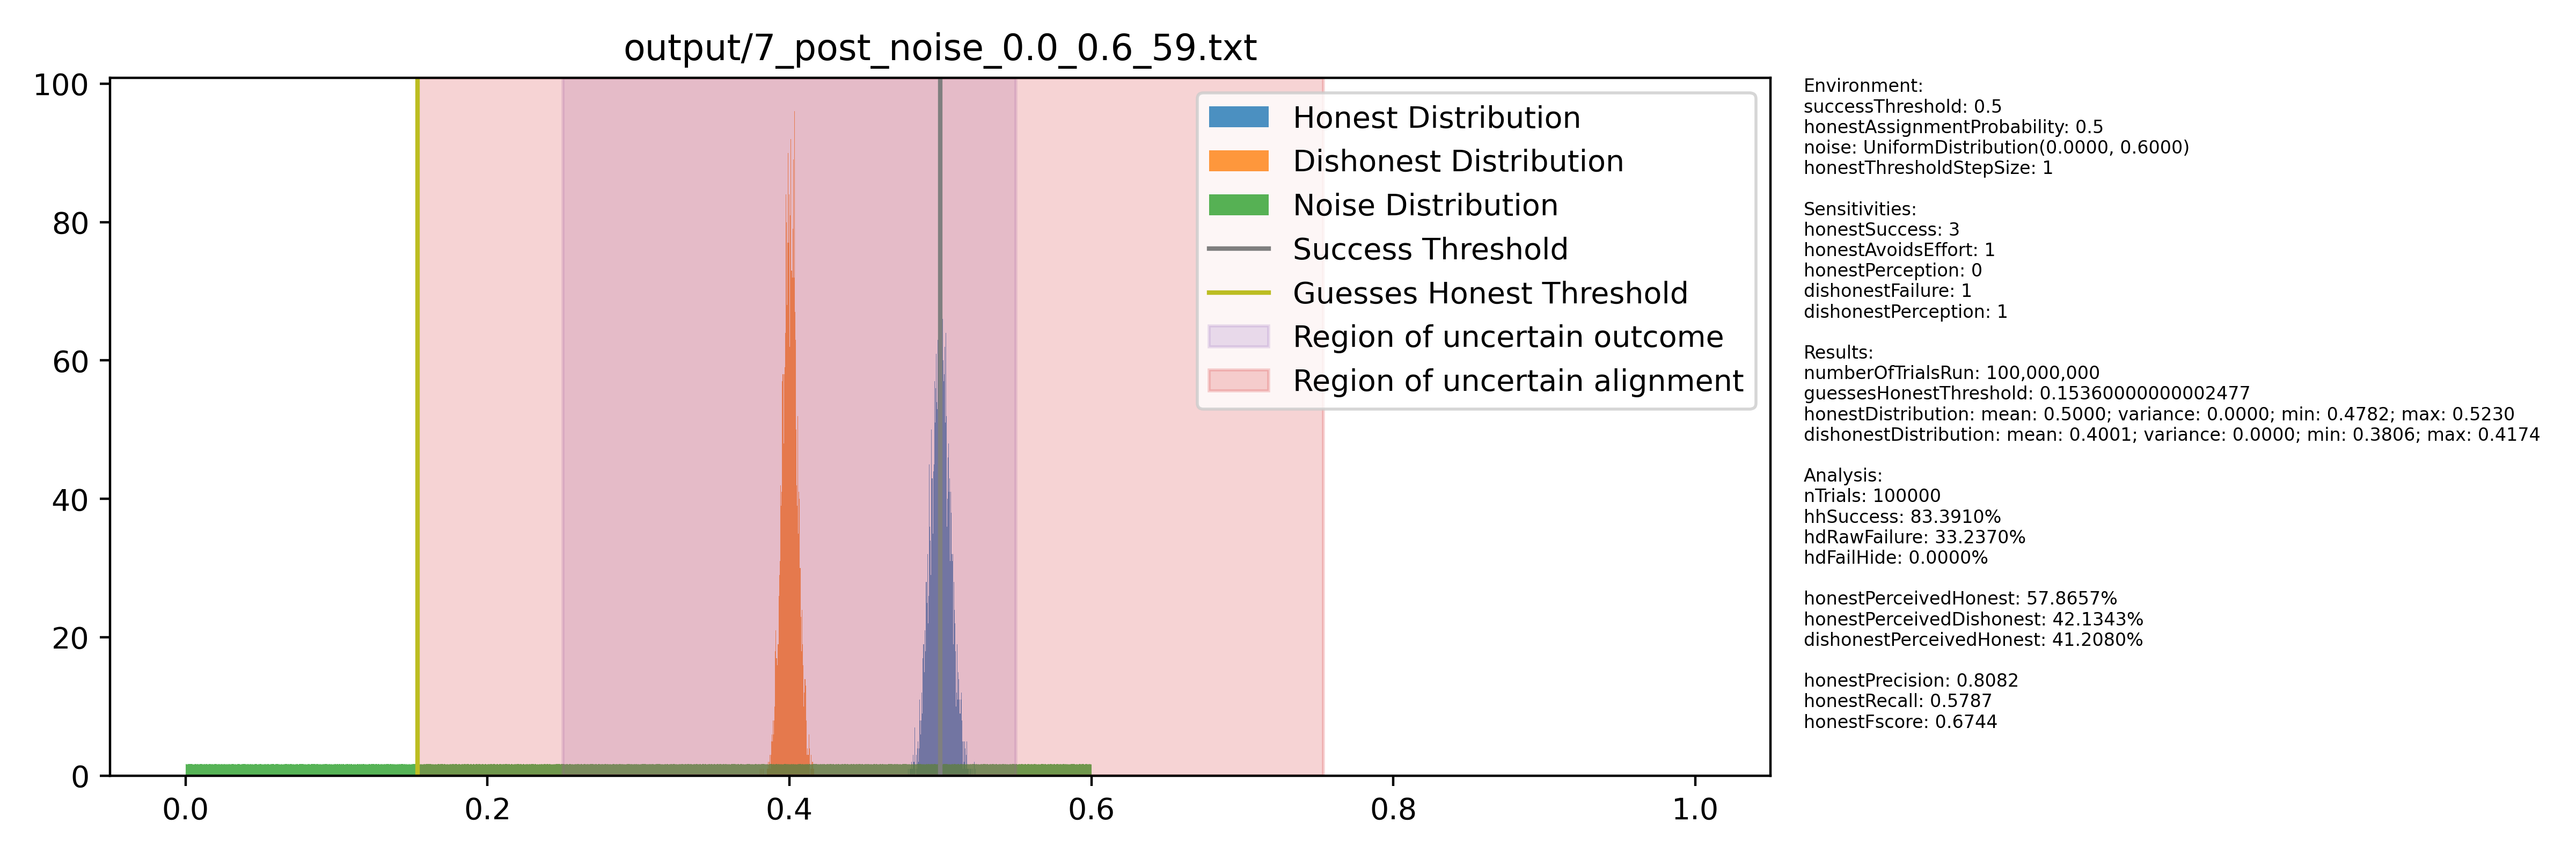 output/7_post_noise_0.0_0.6_59.txt
100
80
60
40
20
0
0.0
0.2
0.4
0.6
0.8
1.0
Honest Distribution
Dishonest Distribution
Noise Distribution
Success Threshold
Guesses Honest Threshold
Region of uncertain outcome
Region of uncertain alignment
Environment:
successThreshold: 0.5
honestAssignmentProbability: 0.5
noise: UniformDistribution(0.0000, 0.6000)
honestThresholdStepSize: 1
Sensitivities:
honestSuccess: 3
honestAvoidsEffort: 1
honestPerception: 0
dishonestFailure: 1
dishonestPerception: 1
Results:
numberOfTrialsRun: 100,000,000
guessesHonestThreshold: 0.15360000000002477
honestDistribution: mean: 0.5000; variance: 0.0000; min: 0.4782; max: 0.5230
dishonestDistribution: mean: 0.4001; variance: 0.0000; min: 0.3806; max: 0.4174
Analysis:
nTrials: 100000
hhSuccess: 83.3910%
hdRawFailure: 33.2370%
hdFailHide: 0.0000%
honestPerceivedHonest: 57.8657%
honestPerceivedDishonest: 42.1343%
dishonestPerceivedHonest: 41.2080%
honestPrecision: 0.8082
honestRecall: 0.5787
honestFscore: 0.6744